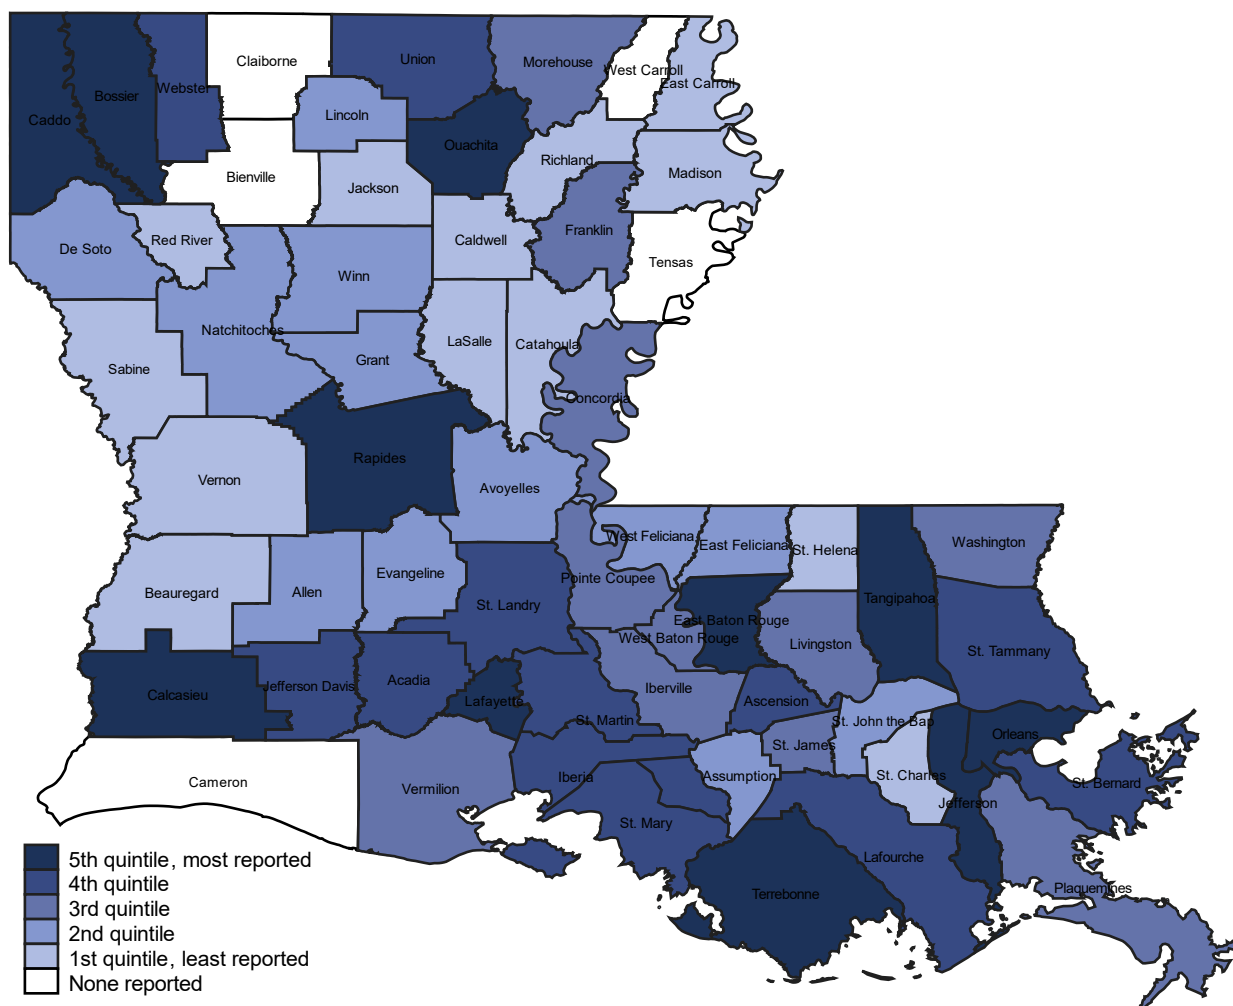 Claiborne
Union
Morehouse
West Carroll
East Carroll
Webster
Bossier
Caddo
Lincoln
Ouachita
Richland
Madison
Bienville
Jackson
Franklin
Red River
Caldwell
De Soto
Tensas
Winn
Natchitoches
LaSalle
Catahoula
Grant
Sabine
Concordia
Rapides
Vernon
Avoyelles
West Feliciana
East Feliciana
St. Helena
Washington
Evangeline
Pointe Coupee
Beauregard
Allen
St. Landry
Tangipahoa
East Baton Rouge
West Baton Rouge
Livingston
St. Tammany
Jefferson Davis
Acadia
Iberville
Calcasieu
Lafayette
Ascension
St. Martin
St. John the Bap
Orleans
St. James
Cameron
Iberia
Assumption
St. Charles
St. Bernard
Vermilion
Jefferson
St. Mary
Lafourche
Plaquemines
Terrebonne
5th quintile, most reported
4th quintile
3rd quintile
2nd quintile
1st quintile, least reported
None reported